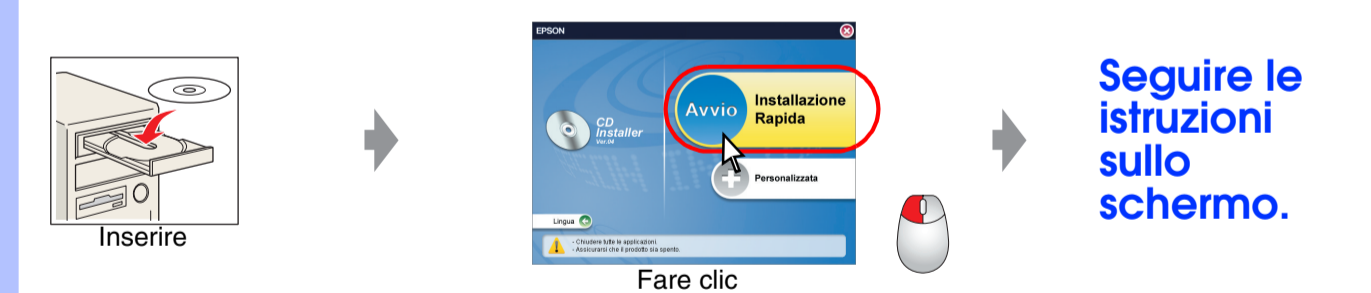 Inserire
EPSON
CD
Installer
Ver.04
Avvio
Installazione
Rapida
Personalizzata
Lingua
- Chiudere tutte le applicazioni.
- Assicurarsi che il prodotto sia spento.
Fare clic
Seguire le
istruzioni
sullo
schermo.